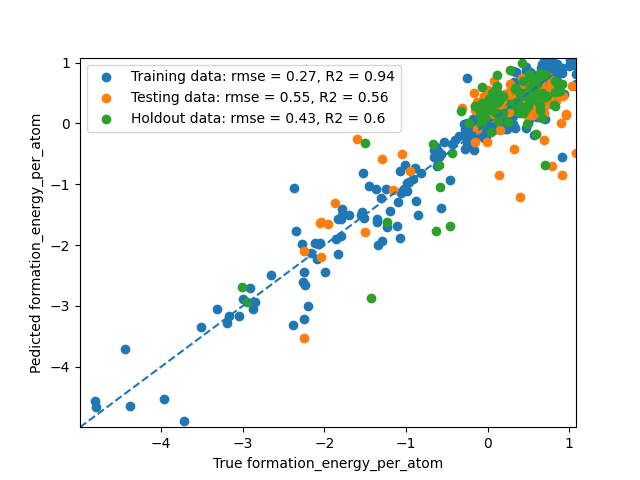 Training data: rmse = 0.27, R2 = 0.94
Testing data: rmse = 0.55, R2 = 0.56
Holdout data: rmse = 0.43, R2 = 0.6
Pedicted formation_energy_per_atom
1
0
−1
−2
−3
−4
−4 −3 −2 −1 0 1
True formation_energy_per_atom